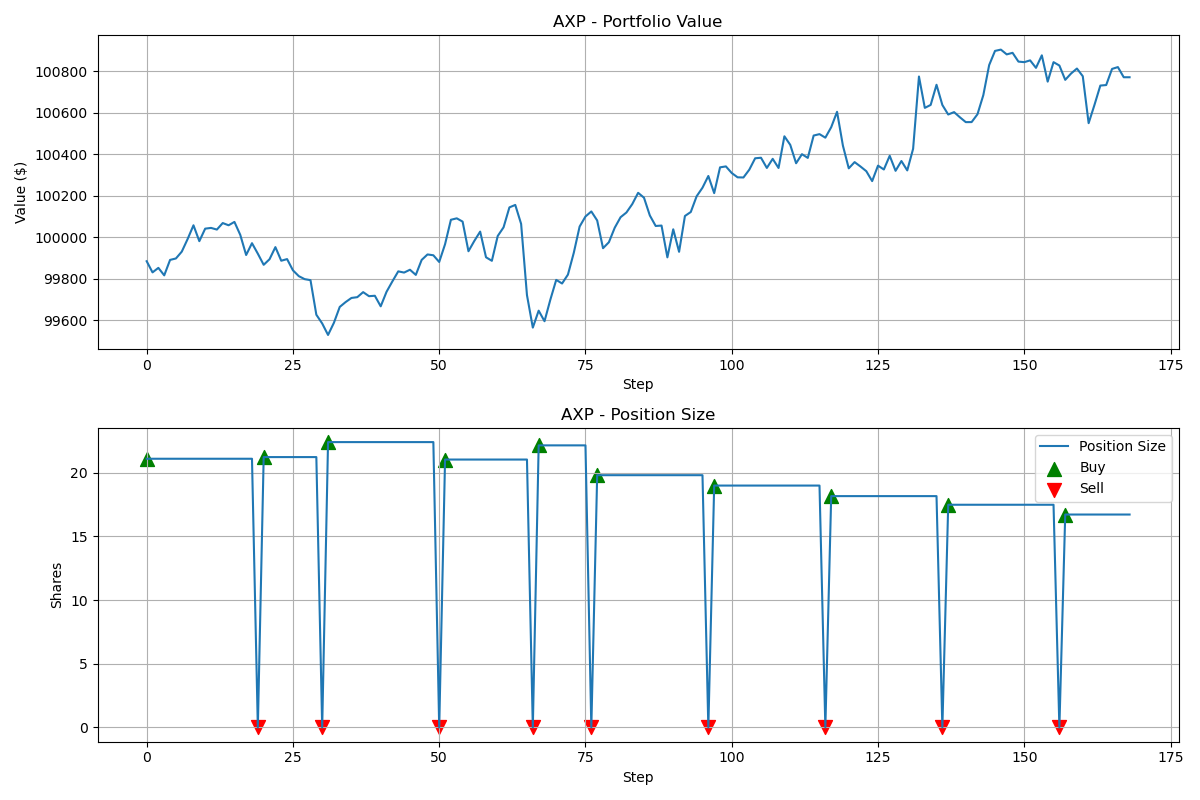 AXP - Portfolio Value
Value ($)
100800
100600
100400
100200
100000
99800
99600
0 25 50 75 100 125 150 175
Step
AXP - Position Size
Shares
20
15
10
5
0
Position Size
Buy
Sell
0 25 50 75 100 125 150 175
Step